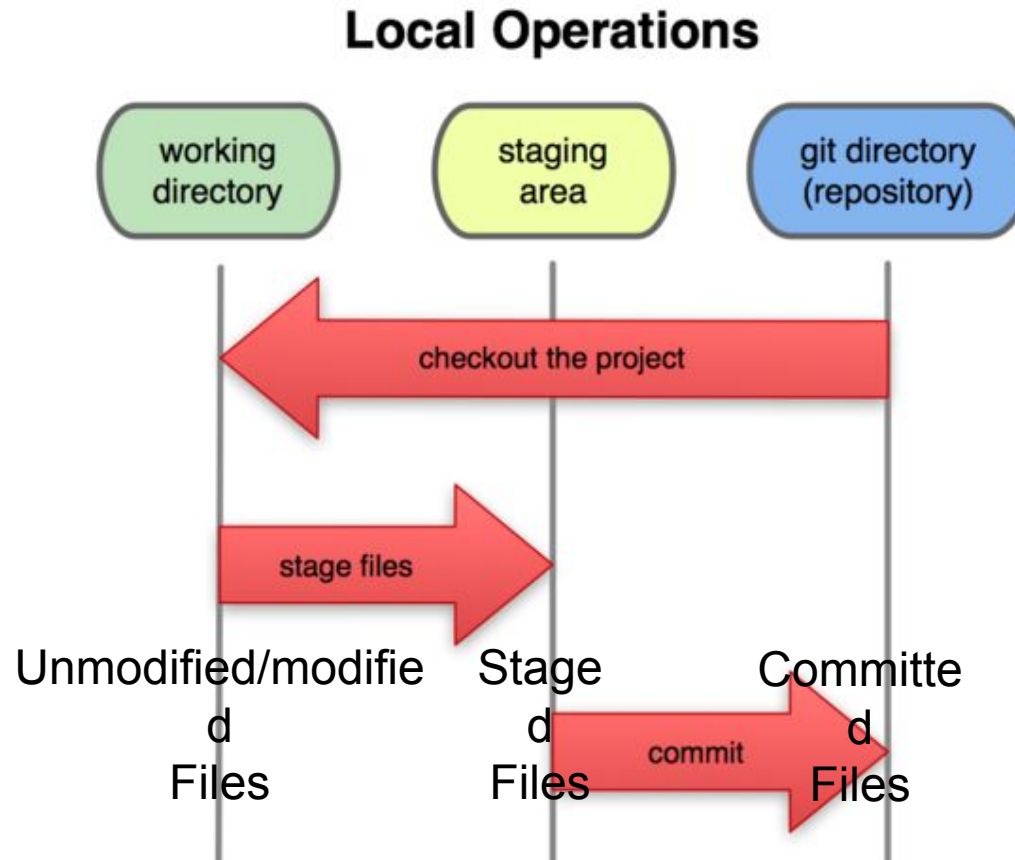 Local Operations
working
directory
staging
area
git directory
(repository)
checkout the project
stage files
Unmodified/modifie
d
Files
Stage
d
Files
commit
Committe
d
Files